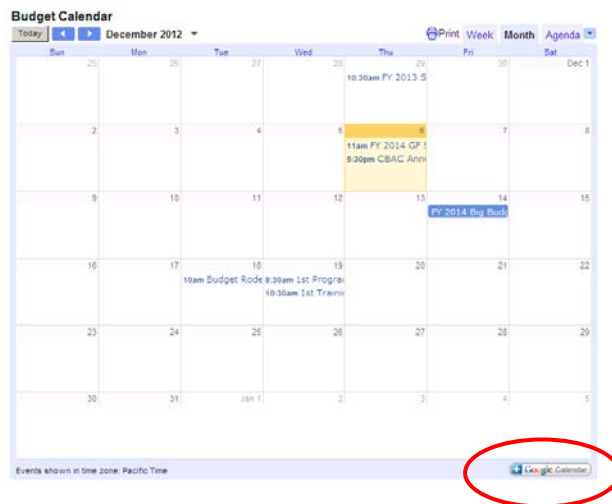 Budget Calendar
Today December 2012 Print Week Month Agenda
Sun Mon Tue Wed Thu Fri Sat
25 26 27 28 29 30 Dec 1
10:30am FY 2013 S
2 3 4 5 6 7 8
11am FY 2014 GF
5:30pm CBAC Ann
9 10 11 12 13 14 15
FY 2014 Big Bud
16 17 18 19 20 21 22
10am Budget Rode 8:30am 1st Progra
10:30am 1st Traini
23 24 25 26 27 28 29
30 31 Jan 1 2 3 4 5
Events shown in time zone: Pacific Time
Google Calendar